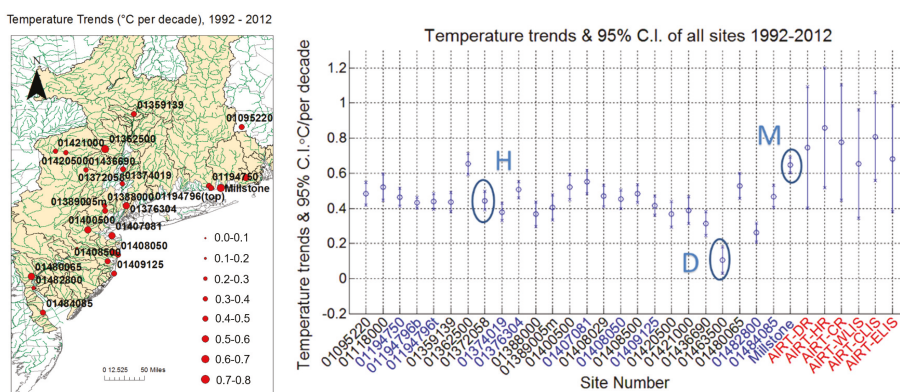 Temperature Trends (°C per decade), 1992 - 2012
N
01359139
01095220
01362500
01421000
01420500
01436690
01372058
01374019
01194750
Millstone
01388000
01194796(top)
01389005m
01376304
01400500
01407081
01408050
01408500
01409125
01480065
01482800
01484085
0.0-0.1
0.1-0.2
0.2-0.3
0.3-0.4
0.4-0.5
0.5-0.6
0.6-0.7
0.7-0.8
0 12.525 50 Miles
Temperature trends & 95% C.I. of all sites 1992-2012
Temperature trends & 95% C.I.°C/per decade
1.2
1
0.8
0.6
0.4
0.2
0
-0.2
H
D
M
01095220
01118000
01194750
01194796b
01194796t
01359139
01362500
01372058
01374019
01376304
01388000
01389005m
01400500
01407081
01408029
01408050
01408500
01409125
01420500
01421000
01436690
01463500
01480065
01482800
01484085
Millstone
AIRT-DR
AIRT-HR
AIRT-CR
AIRT-WLIS
AIRT-CLIS
AIRT-ELIS
Site Number